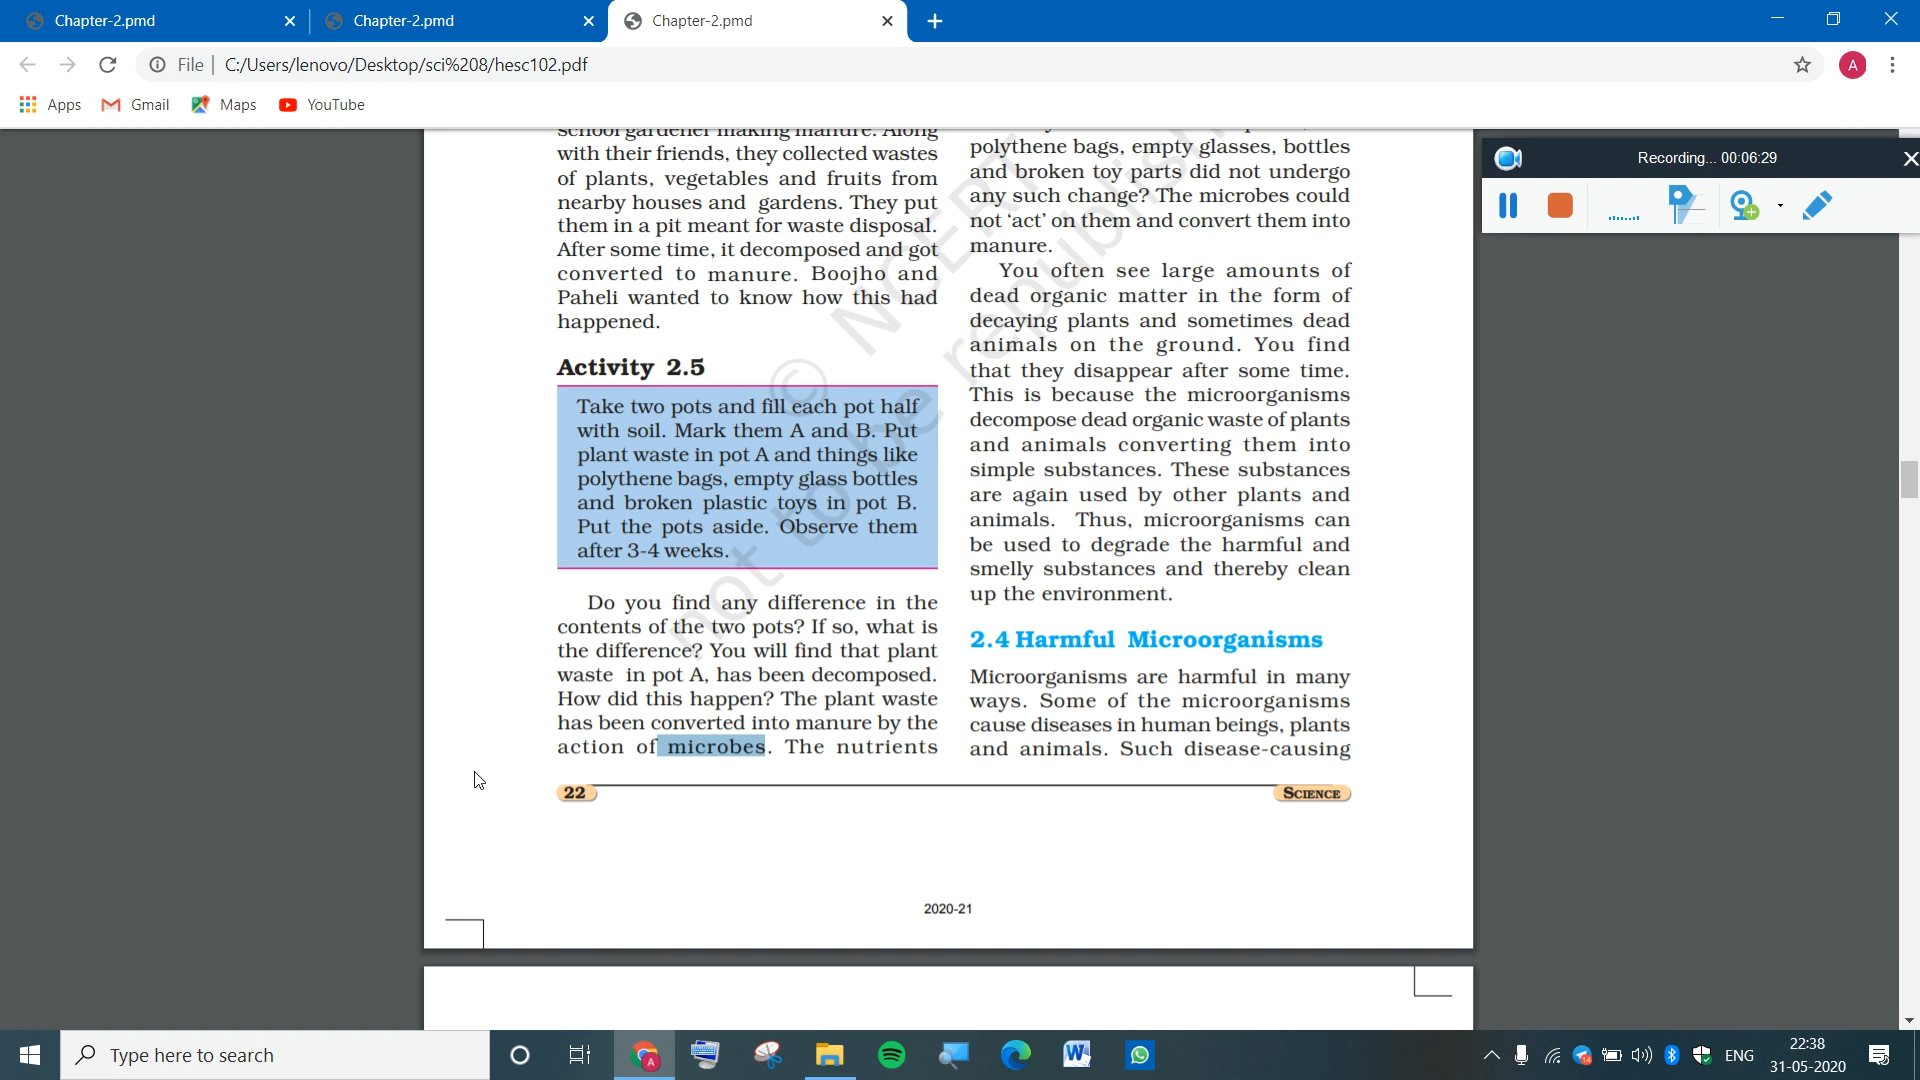 Chapter-2.pmd
Chapter-2.pmd
Chapter-2.pmd
File
C:/Users/lenovo/Desktop/sci%208/hesc102.pdf
A
Apps
Gmail
Maps
YouTube
Recording... 00:06:29
school gardener making manure. Along
with their friends, they collected wastes
of plants, vegetables and fruits from
nearby houses and gardens. They put
them in a pit meant for waste disposal.
After some time, it decomposed and got
converted to manure. Boojho and
Paheli wanted to know how this had
happened.
Activity 2.5
Take two pots and fill each pot half
with soil. Mark them A and B. Put
plant waste in pot A and things like
polythene bags, empty glass bottles
and broken plastic toys in pot B.
Put the pots aside. Observe them
after 3-4 weeks.
Do you find any difference in the
contents of the two pots? If so, what is
the difference? You will find that plant
waste in pot A, has been decomposed.
How did this happen? The plant waste
has been converted into manure by the
action of microbes. The nutrients
polythene bags, empty glasses, bottles
and broken toy parts did not undergo
any such change? The microbes could
not ‘act’ on them and convert them into
manure.
You often see large amounts of
dead organic matter in the form of
decaying plants and sometimes dead
animals on the ground. You find
that they disappear after some time.
This is because the microorganisms
decompose dead organic waste of plants
and animals converting them into
simple substances. These substances
are again used by other plants and
animals. Thus, microorganisms can
be used to degrade the harmful and
smelly substances and thereby clean
up the environment.
2.4 Harmful Microorganisms
Microorganisms are harmful in many
ways. Some of the microorganisms
cause diseases in human beings, plants
and animals. Such disease-causing
© NCERT
not to be republish
22
SCIENCE
2020-21
Type here to search
ENG
22:38
31-05-2020